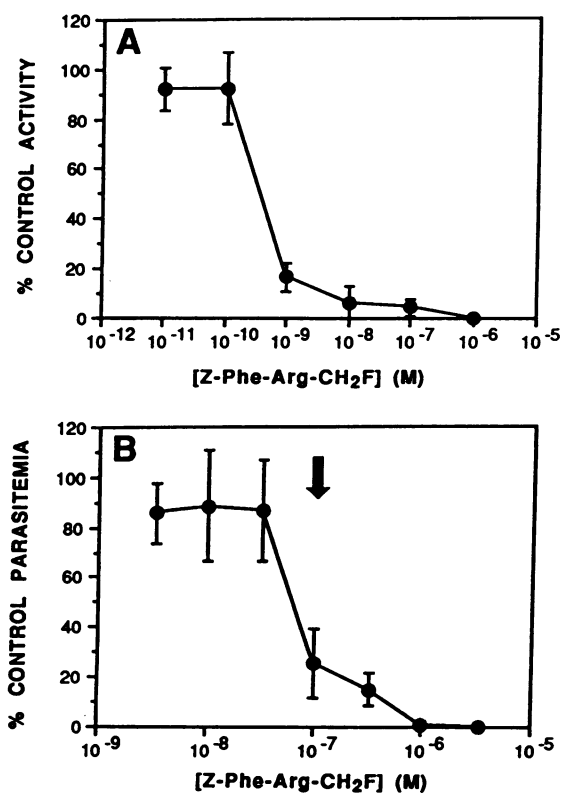 A
% CONTROL ACTIVITY
120
100
80
60
40
20
0
10-12 10-11 10-10 10-9 10-8 10-7 10-6 10-5
[Z-Phe-Arg-CH2F] (M)
B
% CONTROL PARASITEMIA
120
100
80
60
40
20
0
10-9 10-8 10-7 10-6 10-5
[Z-Phe-Arg-CH2F] (M)